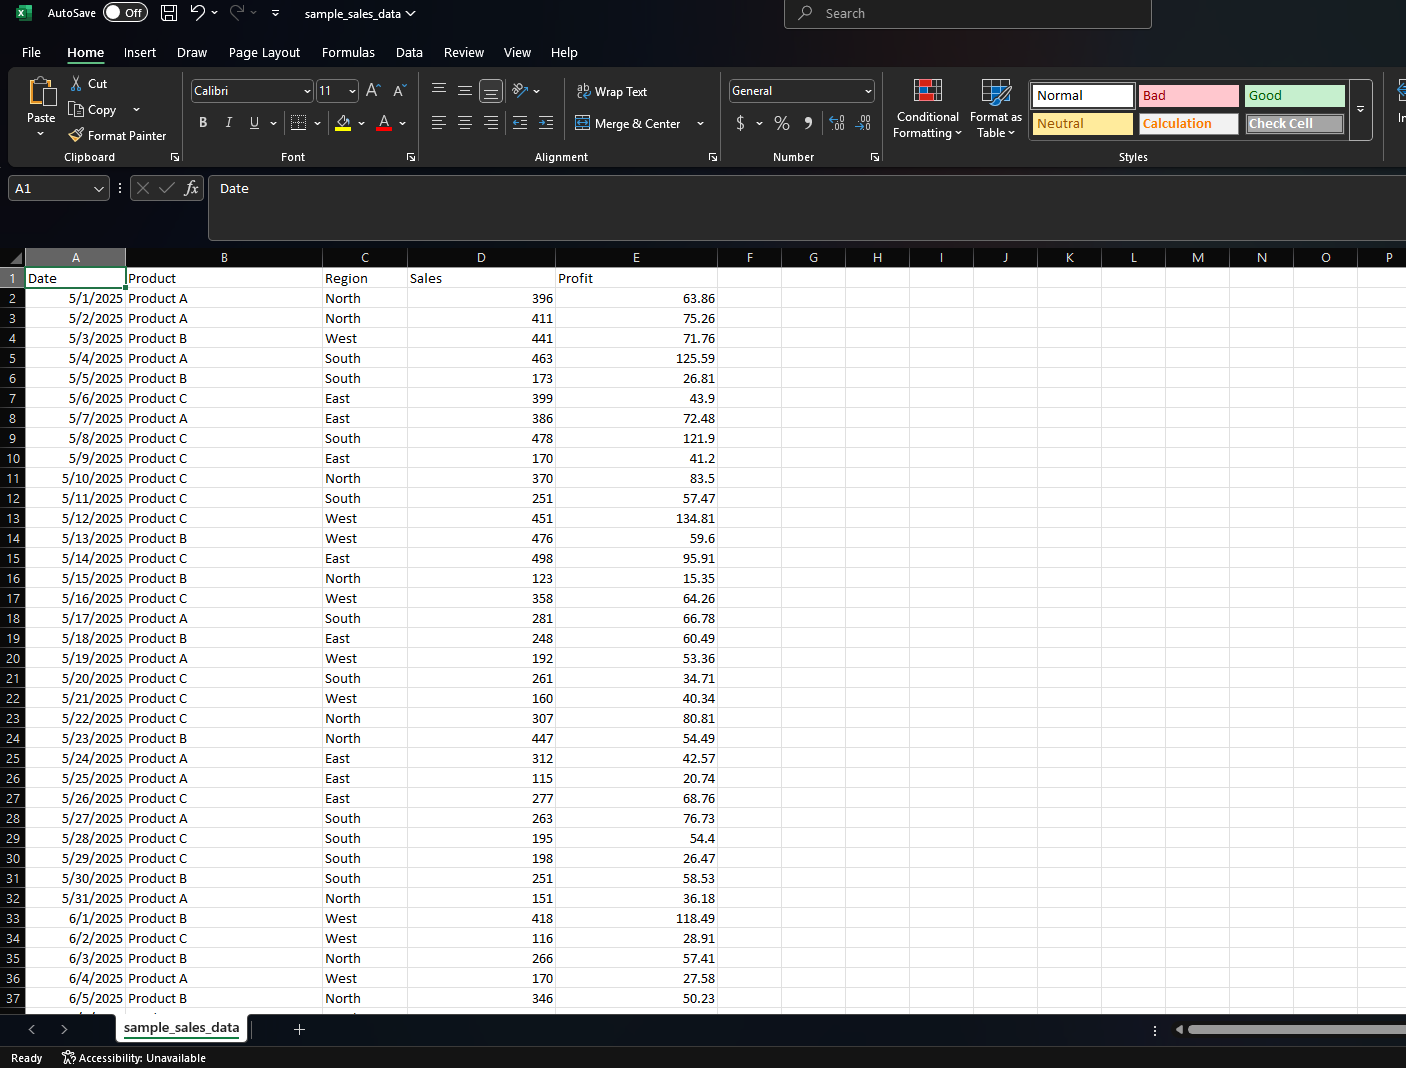 AutoSave Off sample_sales_data Search
File Home Insert Draw Page Layout Formulas Data Review View Help
Paste Cut Copy Format Painter Clipboard
Calibri 11 A A B I U A Font
ab Wrap Text Merge & Center Alignment
General $ % 9 .00 Number
Conditional Formatting Format as Table
Normal Bad Good
Neutral Calculation Check Cell
Styles
A1 fx Date
A B C D E F G H I J K L M N O P
1 Date Product Region Sales Profit
2 5/1/2025 Product A North 396 63.86
3 5/2/2025 Product A North 411 75.26
4 5/3/2025 Product B West 441 71.76
5 5/4/2025 Product A South 463 125.59
6 5/5/2025 Product B South 173 26.81
7 5/6/2025 Product C East 399 43.9
8 5/7/2025 Product A East 386 72.48
9 5/8/2025 Product C South 478 121.9
10 5/9/2025 Product C East 170 41.2
11 5/10/2025 Product C North 370 83.5
12 5/11/2025 Product C South 251 57.47
13 5/12/2025 Product C West 451 134.81
14 5/13/2025 Product B West 476 59.6
15 5/14/2025 Product C East 498 95.91
16 5/15/2025 Product B North 123 15.35
17 5/16/2025 Product C West 358 64.26
18 5/17/2025 Product A South 281 66.78
19 5/18/2025 Product B East 248 60.49
20 5/19/2025 Product A West 192 53.36
21 5/20/2025 Product C South 261 34.71
22 5/21/2025 Product C West 160 40.34
23 5/22/2025 Product C North 307 80.81
24 5/23/2025 Product B North 447 54.49
25 5/24/2025 Product A East 312 42.57
26 5/25/2025 Product A East 115 20.74
27 5/26/2025 Product C East 277 68.76
28 5/27/2025 Product A South 263 76.73
29 5/28/2025 Product C South 195 54.4
30 5/29/2025 Product C South 198 26.47
31 5/30/2025 Product B South 251 58.53
32 5/31/2025 Product A North 151 36.18
33 6/1/2025 Product B West 418 118.49
34 6/2/2025 Product C West 116 28.91
35 6/3/2025 Product B North 266 57.41
36 6/4/2025 Product A West 170 27.58
37 6/5/2025 Product B North 346 50.23
sample_sales_data
Ready Accessibility: Unavailable